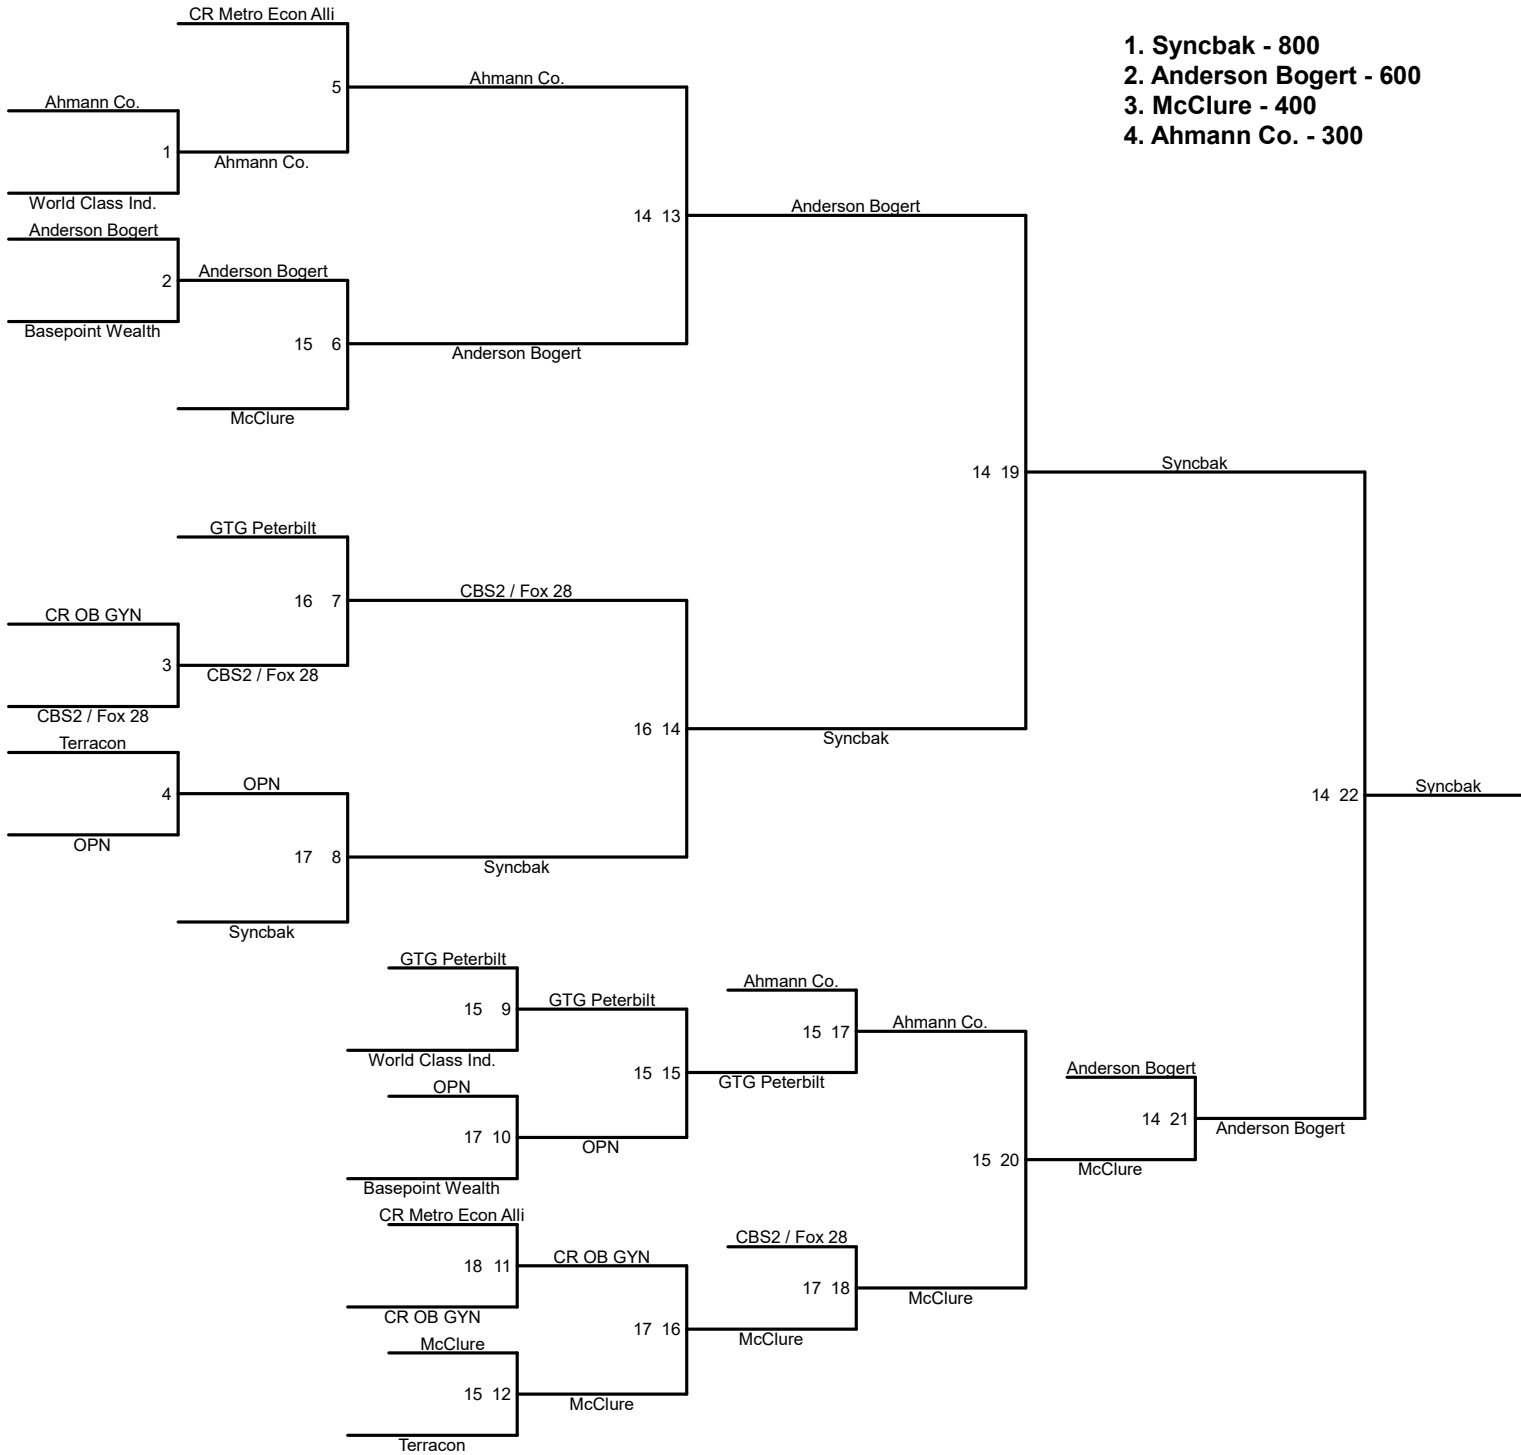 CR Metro Econ Alli
1. Syncbak - 800
2. Anderson Bogert - 600
3. McClure - 400
4. Ahmann Co. - 300
5
Ahmann Co.
Ahmann Co.
1
Ahmann Co.
World Class Ind.
14 13
Anderson Bogert
Anderson Bogert
2
Anderson Bogert
Basepoint Wealth
15 6
Anderson Bogert
McClure
14 19
Syncbak
GTG Peterbilt
16 7
CBS2 / Fox 28
CR OB GYN
3
CBS2 / Fox 28
CBS2 / Fox 28
16 14
Syncbak
Terracon
4
OPN
OPN
17 8
Syncbak
Syncbak
14 22
Syncbak
GTG Peterbilt
15 9
GTG Peterbilt
World Class Ind.
Ahmann Co.
15 17
Ahmann Co.
15 15
GTG Peterbilt
OPN
17 10
OPN
Basepoint Wealth
Anderson Bogert
14 21
Anderson Bogert
15 20
McClure
CR Metro Econ Alli
18 11
CR OB GYN
CR OB GYN
CBS2 / Fox 28
17 18
McClure
17 16
McClure
McClure
15 12
McClure
Terracon